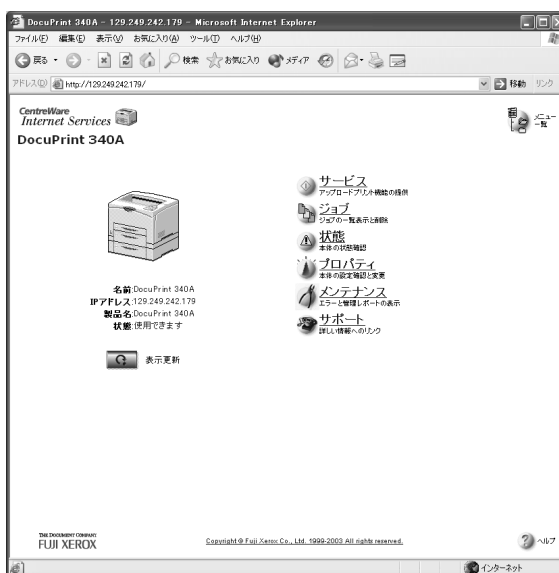 DocuPrint 340A - 129.249.242.179 - Microsoft Internet Explorer
ファイル(F) 編集(E) 表示(V) お気に入り(A) ツール(T) ヘルプ(H)
戻る 検索 お気に入り メディア
アドレス(D) http://129.249.242.179/ 移動 リンク
CentreWare
Internet Services
DocuPrint 340A
メニュー
一覧
サービス
アップロードプリント機能の提供
ジョブ
ジョブの一覧表示と削除
状態
本体の状態確認
プロパティ
本体の設定確認と変更
メンテナンス
エラーと管理レポートの表示
サポート
詳しい情報へのリンク
名前:DocuPrint 340A
IPアドレス:129.249.242.179
製品名:DocuPrint 340A
状態:使用できます
表示更新
THE DOCUMENT COMPANY
FUJI XEROX
Copyright © Fuji Xerox Co., Ltd. 1999-2003 All rights reserved.
ヘルプ
インターネット